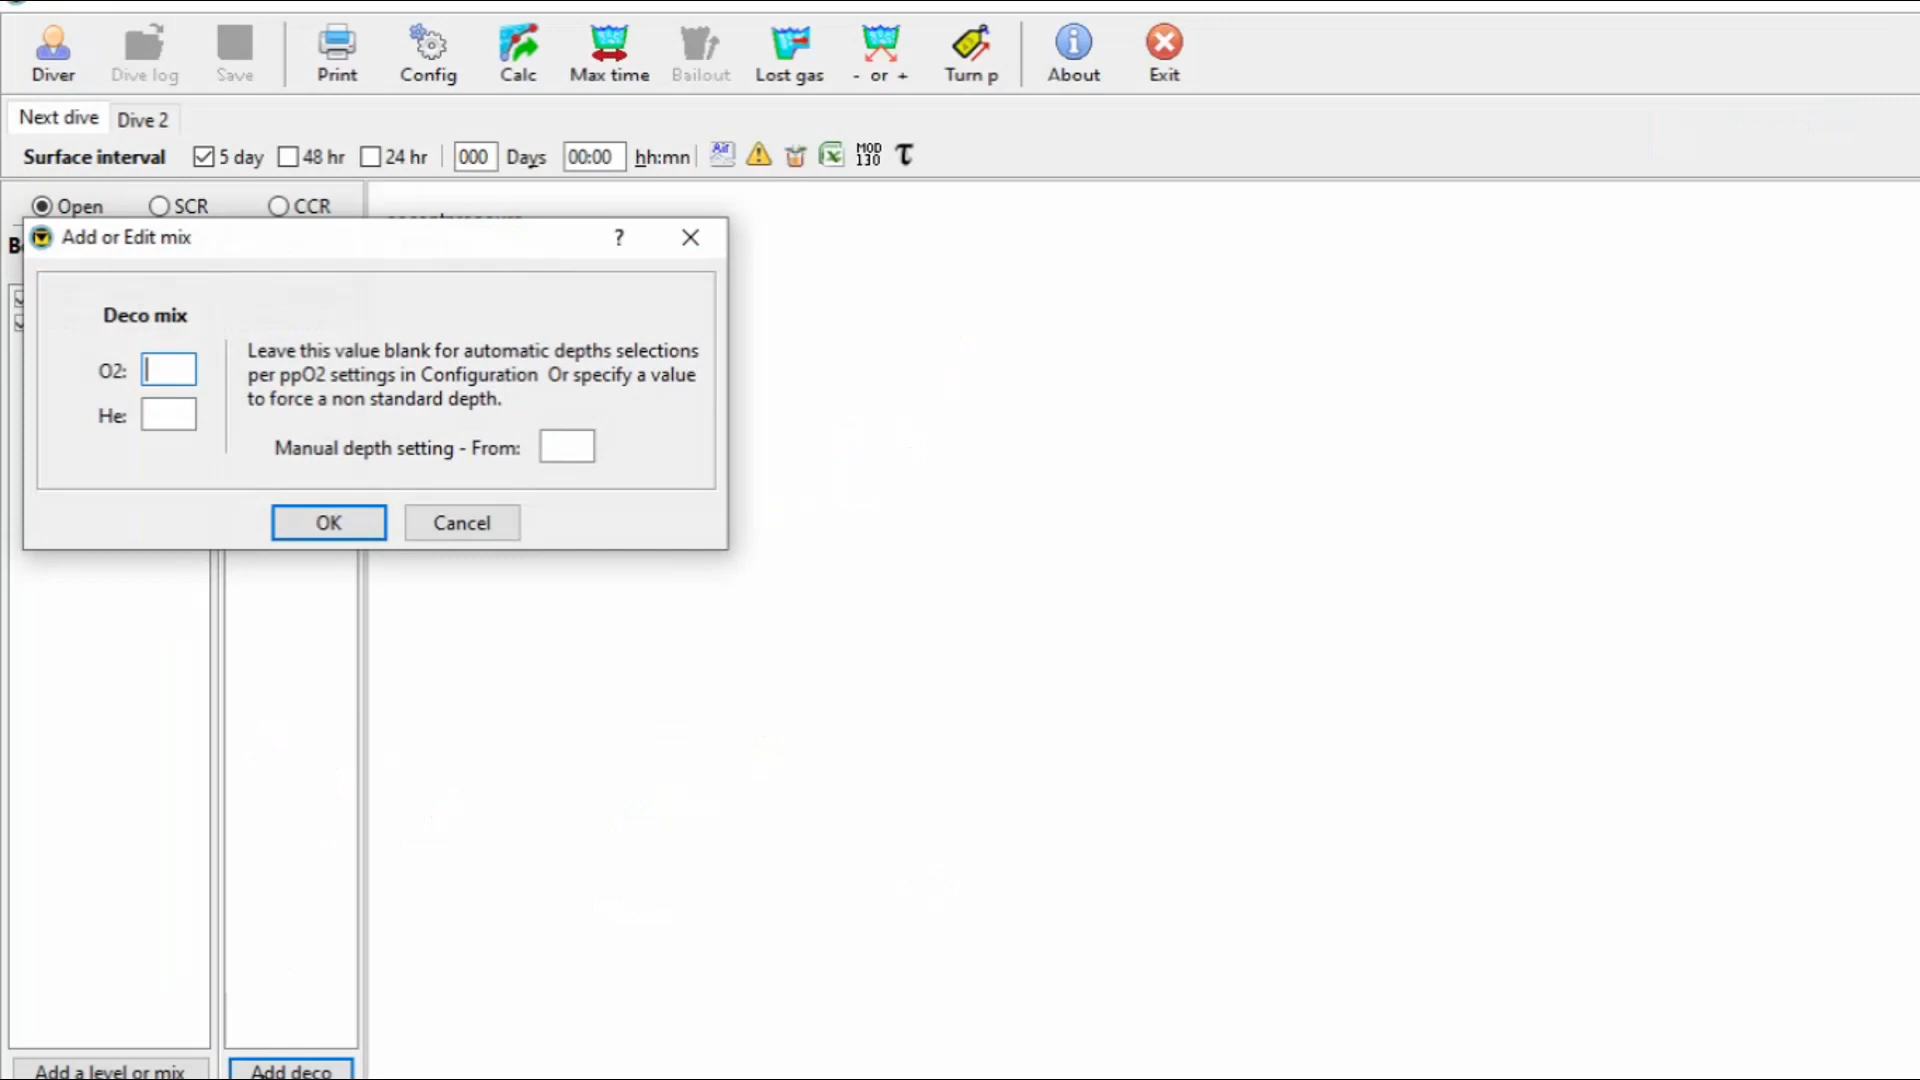 Diver Dive log Save Print Config Calc Max time Bailout Lost gas - or + Turn p About Exit
Next dive Dive 2
Surface interval 5 day 48 hr 24 hr 000 Days 00:00 hh:mn Air MOD 130 τ
Open SCR CCR
Add or Edit mix ?
Deco mix
Leave this value blank for automatic depths selections
O2: per ppO2 settings in Configuration Or specify a value
to force a non standard depth.
He:
Manual depth setting - From:
OK Cancel
Add a level or mix Add deco